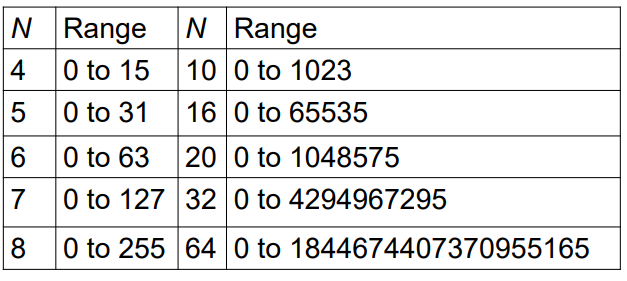 N Range N Range
4 0 to 15 10 0 to 1023
5 0 to 31 16 0 to 65535
6 0 to 63 20 0 to 1048575
7 0 to 127 32 0 to 4294967295
8 0 to 255 64 0 to 1844674407370955165